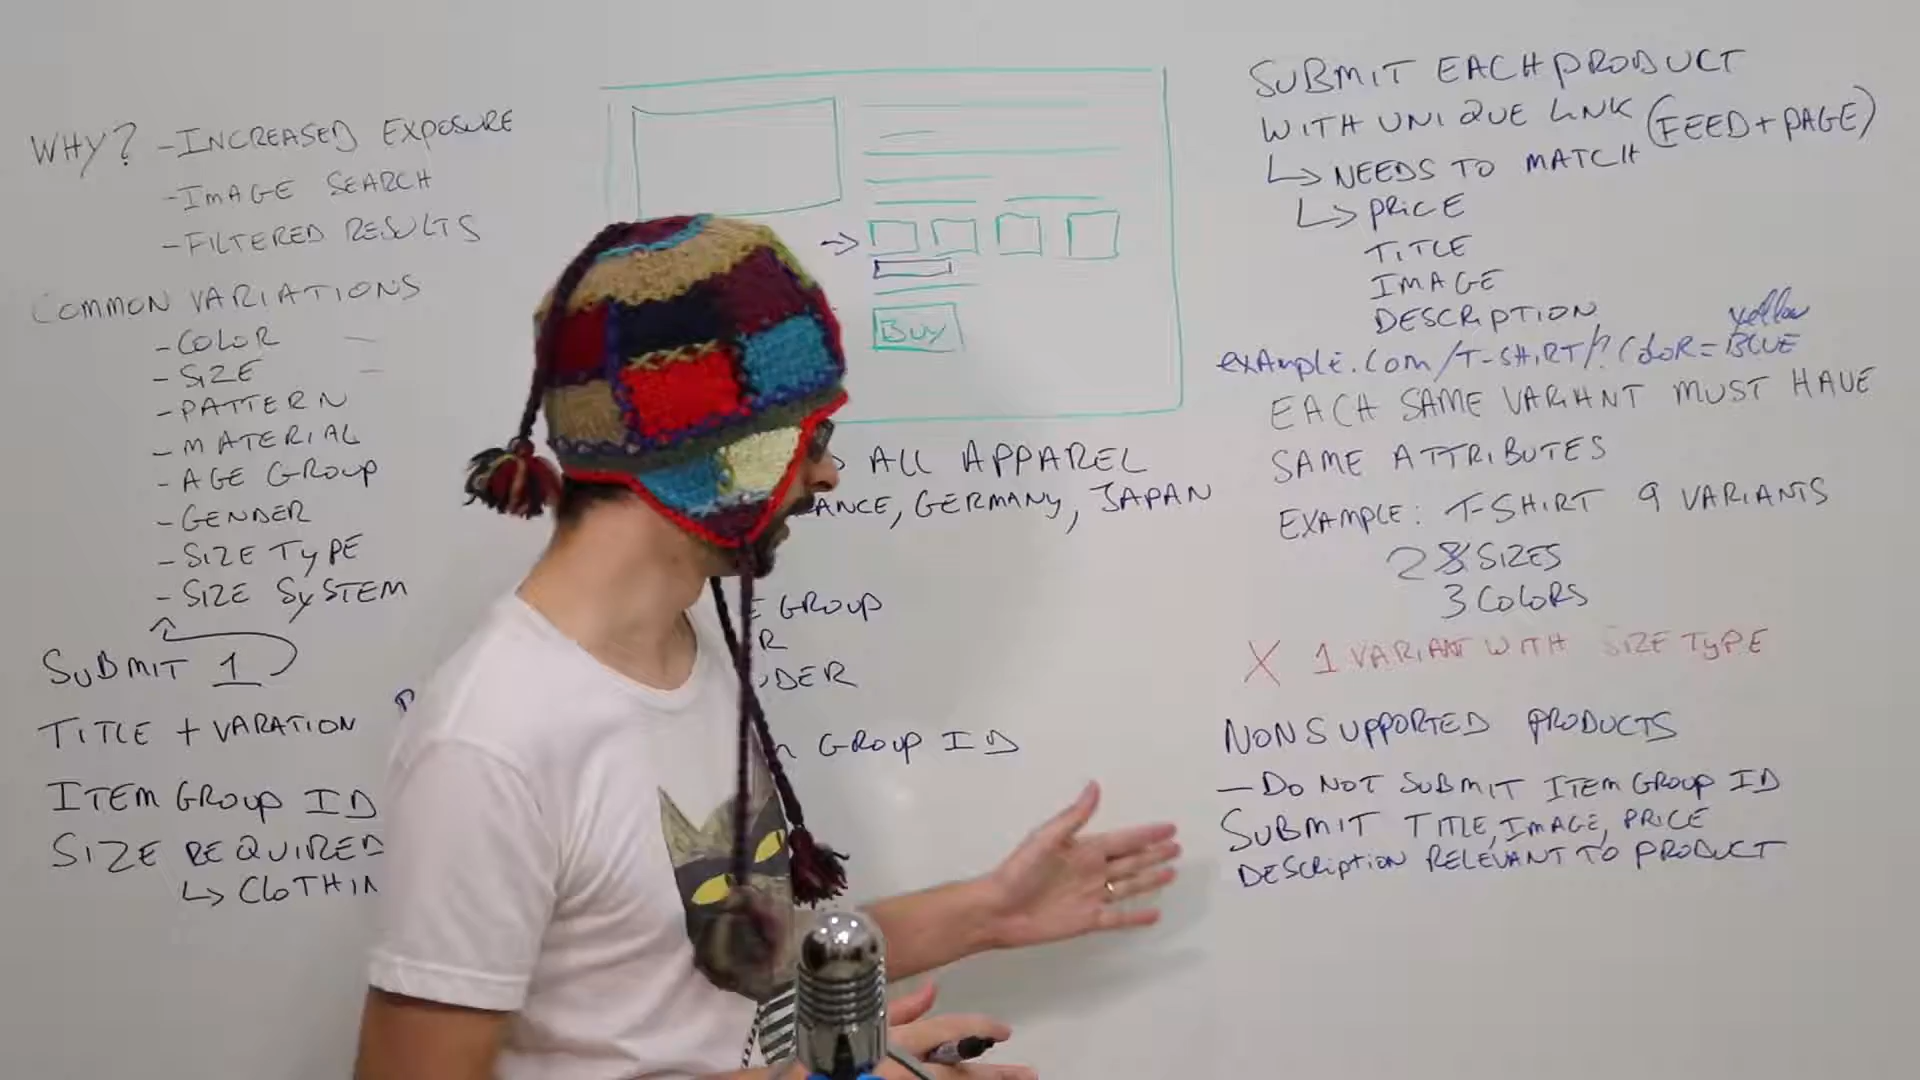 WHY? - INCREASED EXPOSURE
- IMAGE SEARCH
- FILTERED RESULTS
COMMON VARIATIONS
- COLOR
- SIZE
- PATTERN
- MATERIAL
- AGE GROUP
- GENDER
- SIZE TYPE
- SIZE SYSTEM
SUBMIT 1
TITLE + VARATION
ITEM GROUP ID
SIZE REQUIRED
↳ CLOTHIN
BUY
ALL APPAREL
ANCE, GERMANY, JAPAN
E GROUP
R
DER
GROUP ID
SUBMIT EACH PRODUCT
WITH UNIQUE LINK (FEED + PAGE)
↳ NEEDS TO MATCH
↳ PRICE
TITLE
IMAGE
DESCRIPTION
yellow
example.com/T-SHIRT/?COLOR=BLUE
EACH SAME VARIANT MUST HAVE
SAME ATTRIBUTES
EXAMPLE: T-SHIRT 9 VARIANTS
2 SIZES
3 COLORS
X 1 VARIANT WITH SIZE TYPE
NON SUPPORTED PRODUCTS
- DO NOT SUBMIT ITEM GROUP ID
SUBMIT TITLE, IMAGE, PRICE
DESCRIPTION RELEVANT TO PRODUCT